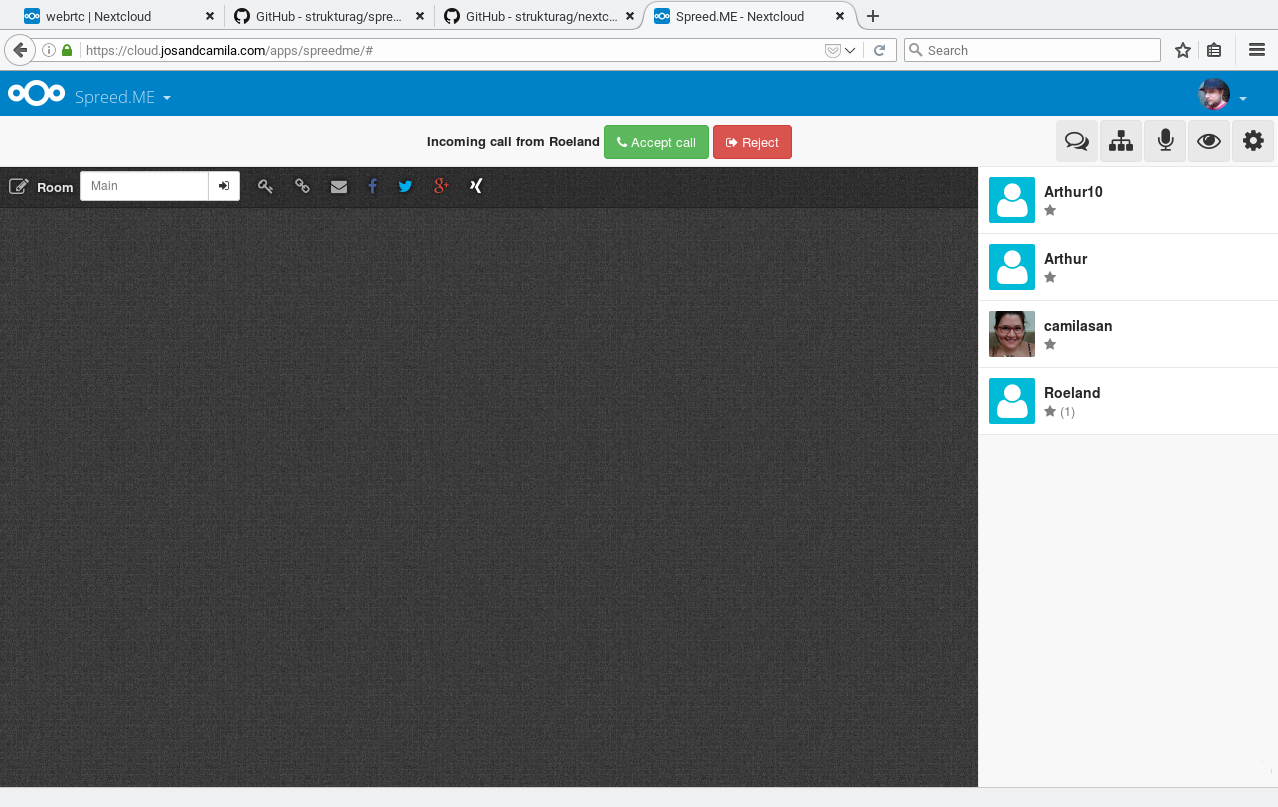 webrtc | Nextcloud
GitHub - strukturag/spre...
GitHub - strukturag/nextc...
Spreed.ME - Nextcloud
https://cloud.josandcamila.com/apps/spreedme/#
Search
Spreed.ME
Incoming call from Roeland
Accept call
Reject
Room
Main
Arthur10
Arthur
camilasan
Roeland
(1)